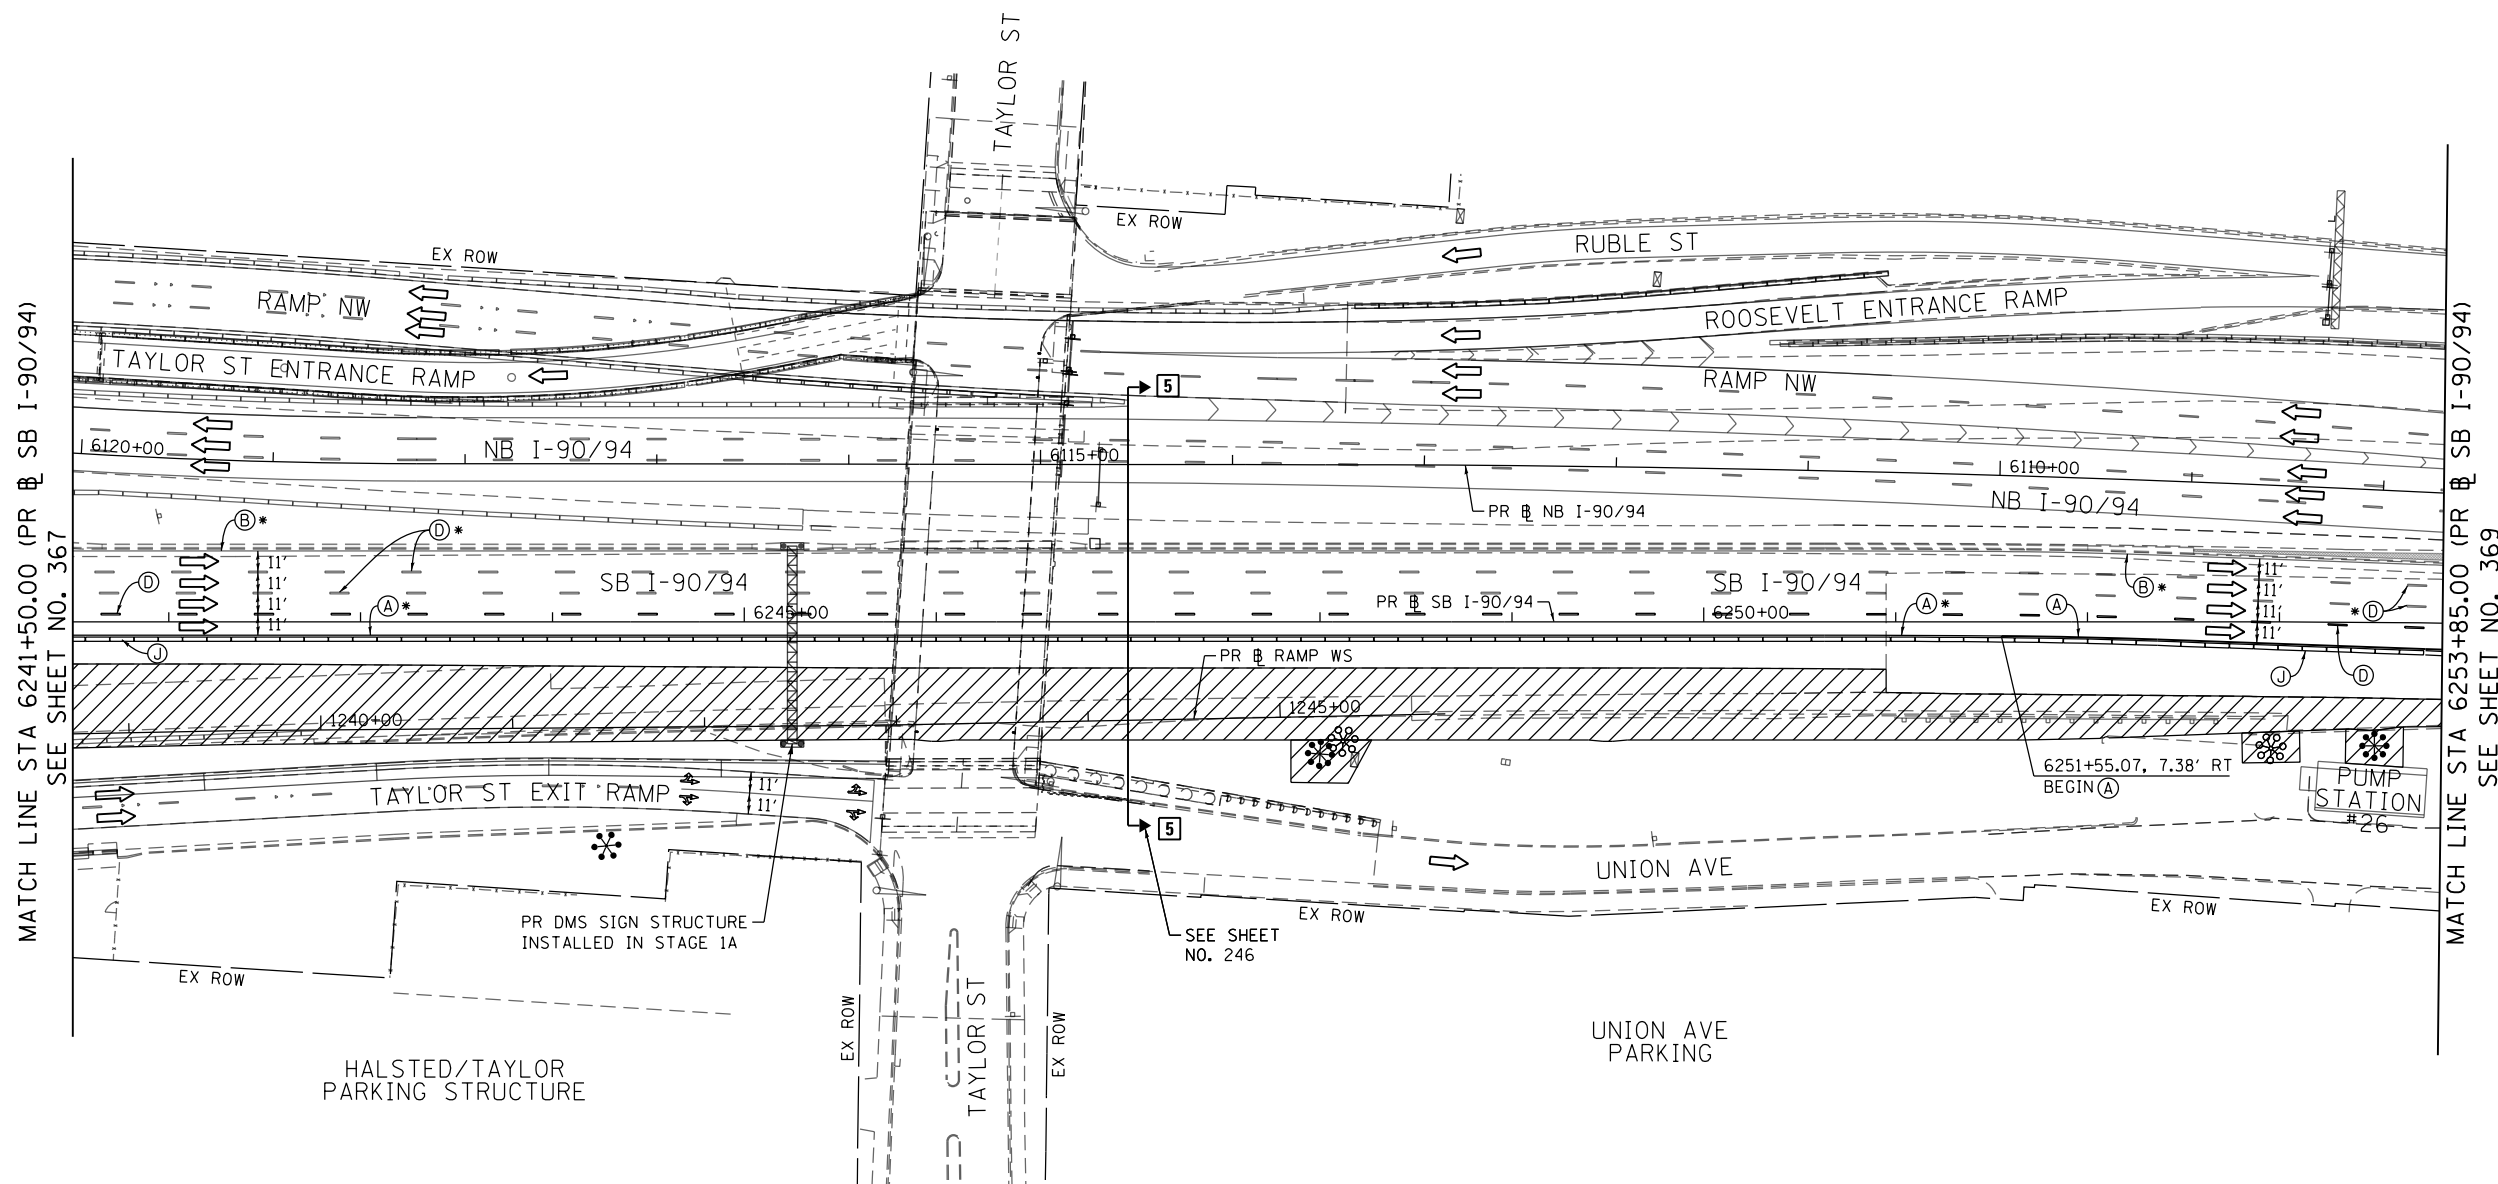 TAYLOR ST
EX ROW
EX ROW
RUBLE ST
RAMP NW
ROOSEVELT ENTRANCE RAMP
TAYLOR ST ENTRANCE RAMP
RAMP NW
5
6120+00
NB I-90/94
6115+00
6110+00
NB I-90/94
PR BL NB I-90/94
B *
D *
11'
11'
11'
11'
D
A *
SB I-90/94
6245+00
PR BL SB I-90/94
SB I-90/94
6250+00
A *
A
B *
11'
11'
11'
11'
* D
J
PR BL RAMP WS
J
D
1240+00
1245+00
6251+55.07, 7.38' RT
BEGIN A
PUMP
STATION
#26
TAYLOR ST EXIT RAMP
11'
11'
5
UNION AVE
PR DMS SIGN STRUCTURE
INSTALLED IN STAGE 1A
SEE SHEET
NO. 246
EX ROW
EX ROW
EX ROW
EX ROW
EX ROW
TAYLOR ST
HALSTED/TAYLOR
PARKING STRUCTURE
UNION AVE
PARKING
MATCH LINE STA 6241+50.00 (PR BL SB I-90/94)
SEE SHEET NO. 367
MATCH LINE STA 6253+85.00 (PR BL SB I-90/94)
SEE SHEET NO. 369